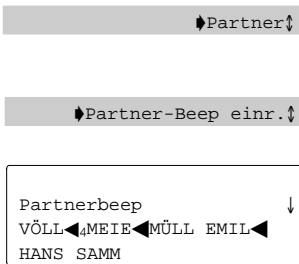 ➧Partner⇕
➧Partner-Beep einr.⇕
Partnerbeep ↓
VÖLL◀₄MEIE◀MÜLL EMIL◀
HANS SAMM